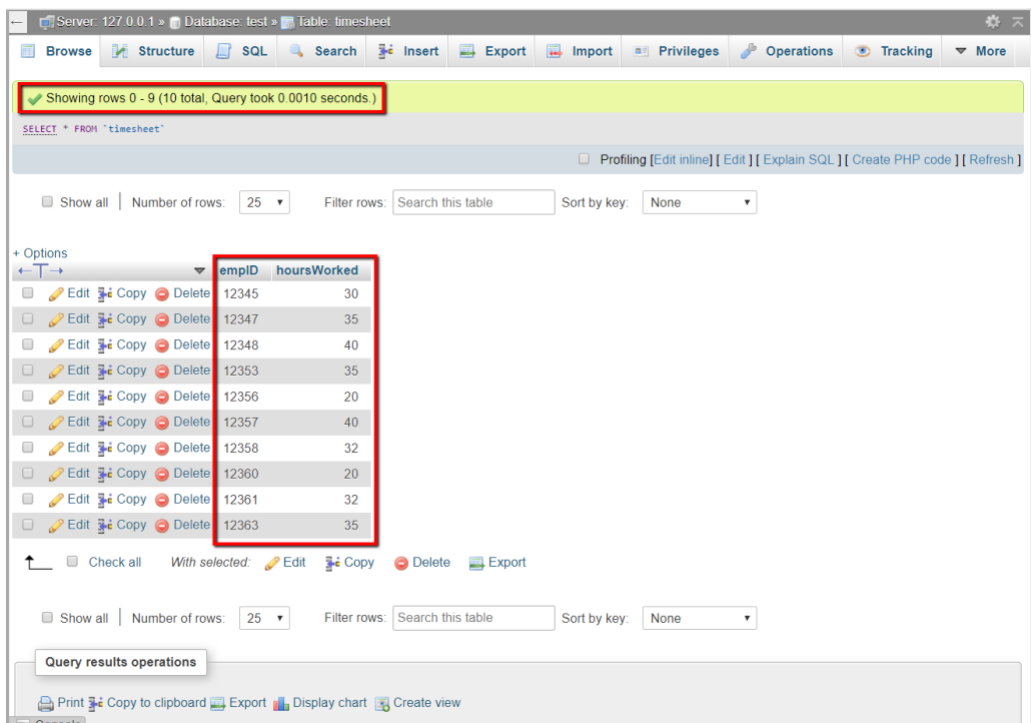 Server: 127.0.0.1 » Database: test » Table: timesheet
Browse Structure SQL Search Insert Export Import Privileges Operations Tracking More
Showing rows 0 - 9 (10 total, Query took 0.0010 seconds.)
SELECT * FROM `timesheet`
Profiling [Edit inline] [ Edit ] [ Explain SQL ] [ Create PHP code ] [ Refresh ]
Show all Number of rows: 25 Filter rows: Search this table Sort by key: None
+ Options
empID hoursWorked
Edit Copy Delete 12345 30
Edit Copy Delete 12347 35
Edit Copy Delete 12348 40
Edit Copy Delete 12353 35
Edit Copy Delete 12356 20
Edit Copy Delete 12357 40
Edit Copy Delete 12358 32
Edit Copy Delete 12360 20
Edit Copy Delete 12361 32
Edit Copy Delete 12363 35
Check all With selected: Edit Copy Delete Export
Show all Number of rows: 25 Filter rows: Search this table Sort by key: None
Query results operations
Print Copy to clipboard Export Display chart Create view
Console